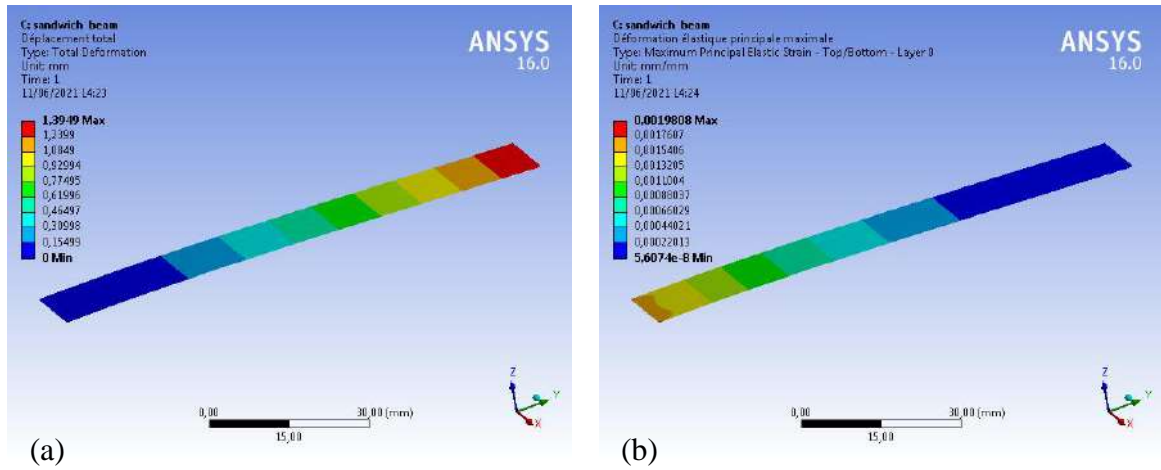 C: sandwich_beam
Déplacement total
Type: Total Deformation
Unit: mm
Time: 1
11/06/2021 14:23
ANSYS
16.0
1,3949 Max
1,2399
1,0849
0,92994
0,77495
0,61996
0,46497
0,30998
0,15499
0 Min
Z
Y
X
0,00
30,00 (mm)
15,00
(a)
C: sandwich_beam
Déformation élastique principale maximale
Type: Maximum Principal Elastic Strain - Top/Bottom - Layer 0
Unit: mm/mm
Time: 1
11/06/2021 14:24
ANSYS
16.0
0,0019808 Max
0,0017607
0,0015406
0,0013205
0,0011004
0,00088037
0,00066029
0,00044021
0,00022013
5,6074e-8 Min
Z
Y
X
0,00
30,00 (mm)
15,00
(b)